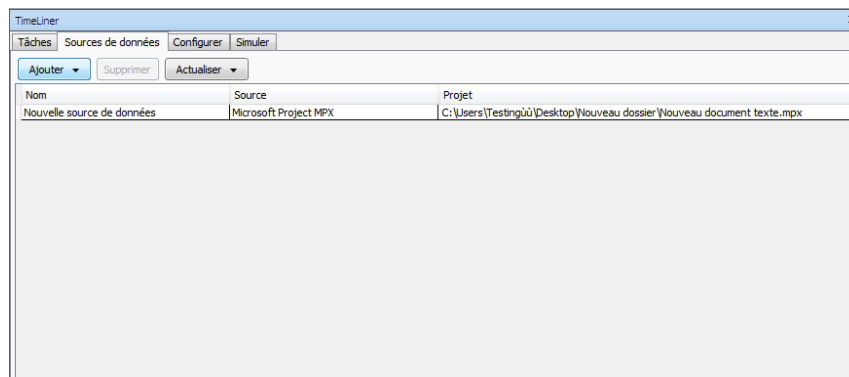 TimeLiner
Tâches Sources de données Configurer Simuler
Ajouter Supprimer Actualiser
Nom Source Projet
Nouvelle source de données Microsoft Project MPX C:\Users\Testingùù\Desktop\Nouveau dossier\Nouveau document texte.mpx